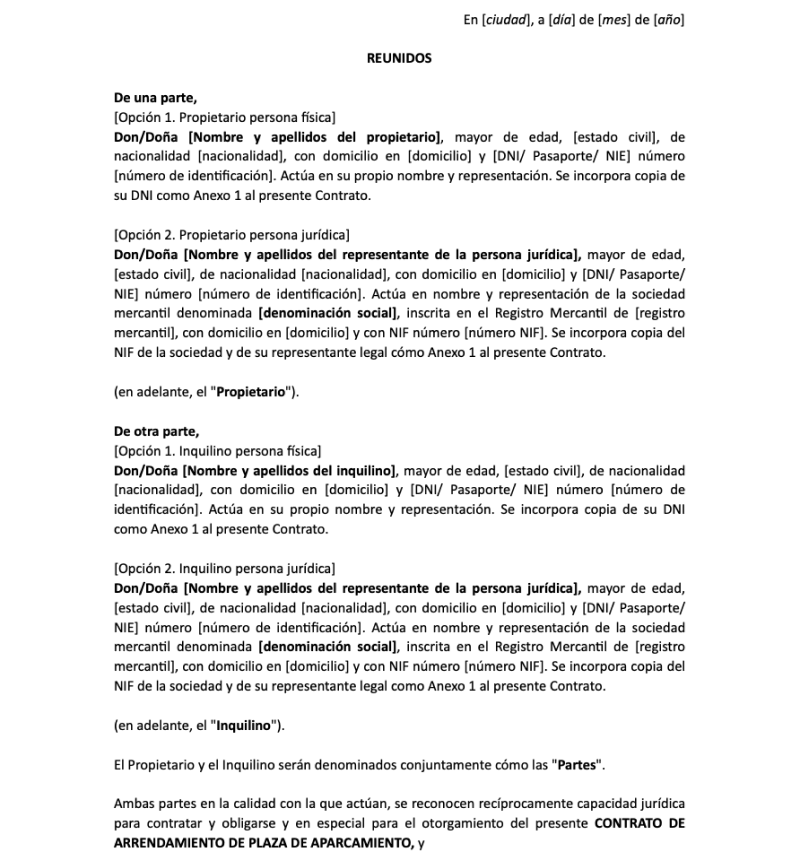 En [ciudad], a [día] de [mes] de [año]
REUNIDOS
De una parte,
[Opción 1. Propietario persona física]
Don/Doña [Nombre y apellidos del propietario], mayor de edad, [estado civil], de
nacionalidad [nacionalidad], con domicilio en [domicilio] y [DNI/ Pasaporte/ NIE] número
[número de identificación]. Actúa en su propio nombre y representación. Se incorpora copia de
su DNI como Anexo 1 al presente Contrato.
[Opción 2. Propietario persona jurídica]
Don/Doña [Nombre y apellidos del representante de la persona jurídica], mayor de edad,
[estado civil], de nacionalidad [nacionalidad], con domicilio en [domicilio] y [DNI/ Pasaporte/
NIE] número [número de identificación]. Actúa en nombre y representación de la sociedad
mercantil denominada [denominación social], inscrita en el Registro Mercantil de [registro
mercantil], con domicilio en [domicilio] y con NIF número [número NIF]. Se incorpora copia del
NIF de la sociedad y de su representante legal cómo Anexo 1 al presente Contrato.
(en adelante, el "Propietario").
De otra parte,
[Opción 1. Inquilino persona física]
Don/Doña [Nombre y apellidos del inquilino], mayor de edad, [estado civil], de nacionalidad
[nacionalidad], con domicilio en [domicilio] y [DNI/ Pasaporte/ NIE] número [número de
identificación]. Actúa en su propio nombre y representación. Se incorpora copia de su DNI
como Anexo 1 al presente Contrato.
[Opción 2. Inquilino persona jurídica]
Don/Doña [Nombre y apellidos del representante de la persona jurídica], mayor de edad,
[estado civil], de nacionalidad [nacionalidad], con domicilio en [domicilio] y [DNI/ Pasaporte/
NIE] número [número de identificación]. Actúa en nombre y representación de la sociedad
mercantil denominada [denominación social], inscrita en el Registro Mercantil de [registro
mercantil], con domicilio en [domicilio] y con NIF número [número NIF]. Se incorpora copia del
NIF de la sociedad y de su representante legal como Anexo 1 al presente Contrato.
(en adelante, el "Inquilino").
El Propietario y el Inquilino serán denominados conjuntamente cómo las "Partes".
Ambas partes en la calidad con la que actúan, se reconocen recíprocamente capacidad jurídica
para contratar y obligarse y en especial para el otorgamiento del presente CONTRATO DE
ARRENDAMIENTO DE PLAZA DE APARCAMIENTO, y